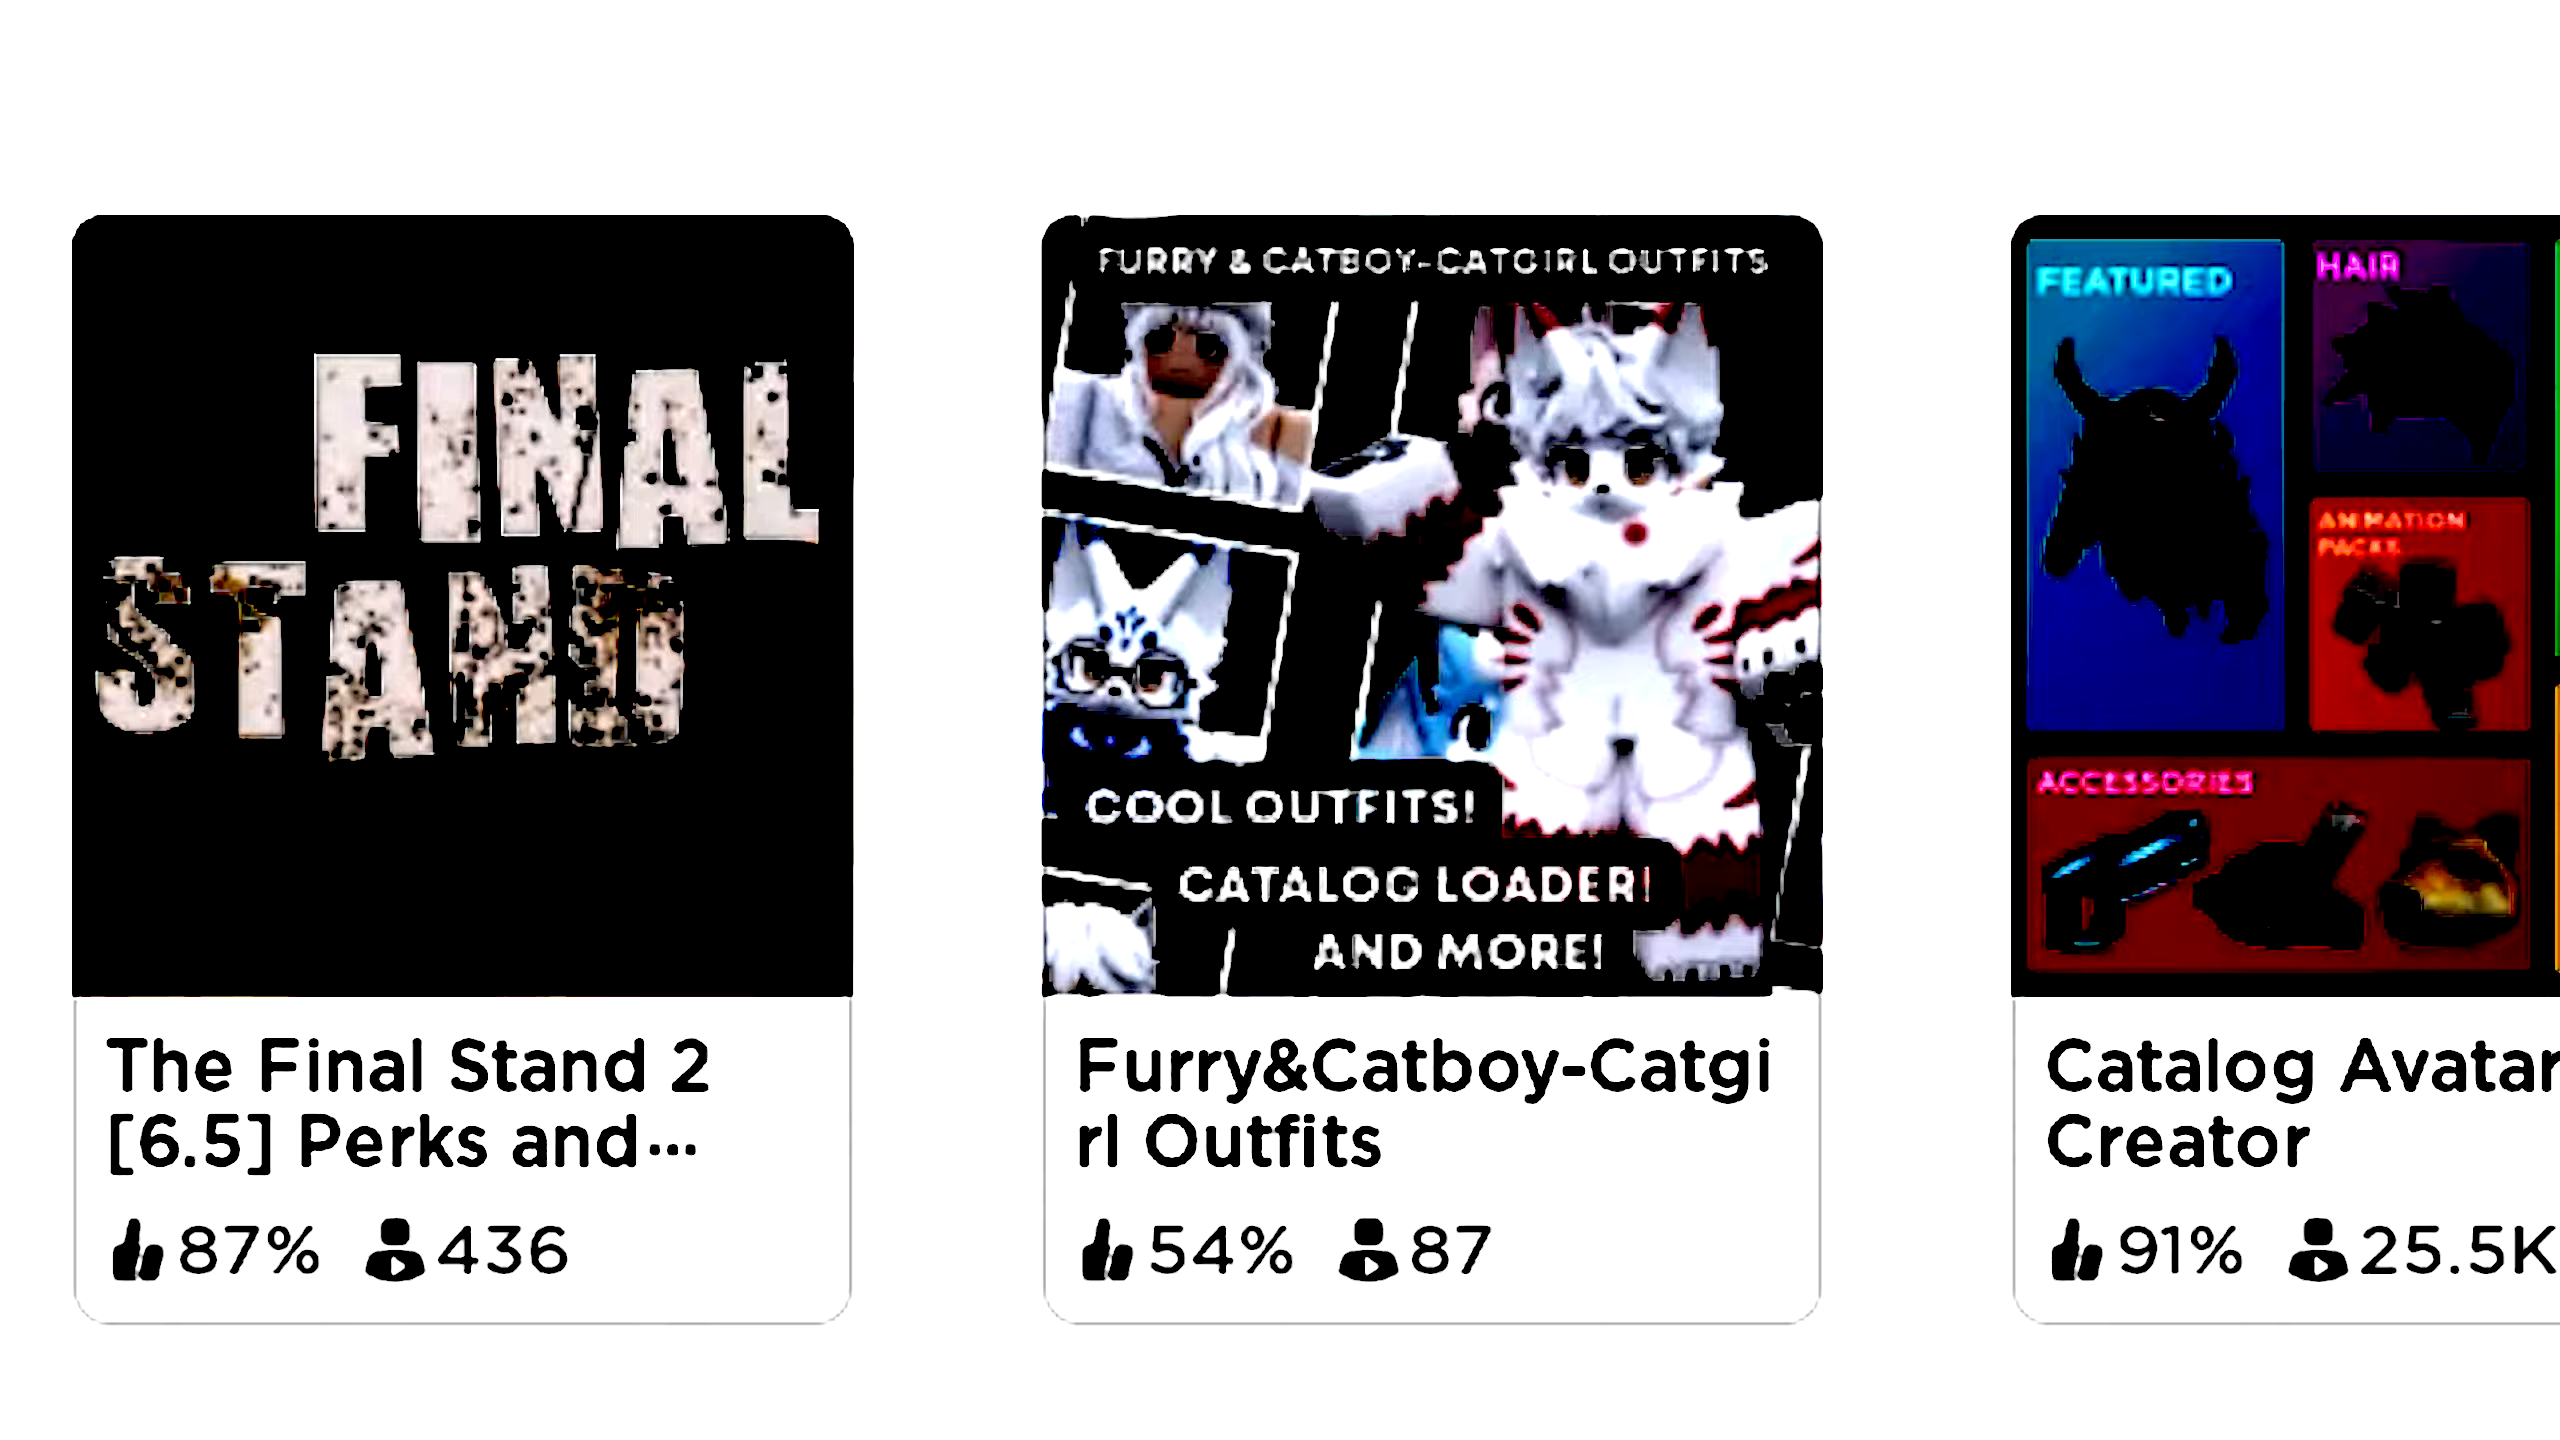 FINAL
STAND
The Final Stand 2
[6.5] Perks and...
87% 436
FURRY & CATBOY-CATGIRL OUTFITS
COOL OUTFITS!
CATALOG LOADER!
AND MORE!
Furry&Catboy-Catgi
rl Outfits
54% 87
FEATURED
HAIR
ANIMATION
PACKS
ACCESSORIES
Catalog Avatar
Creator
91% 25.5K